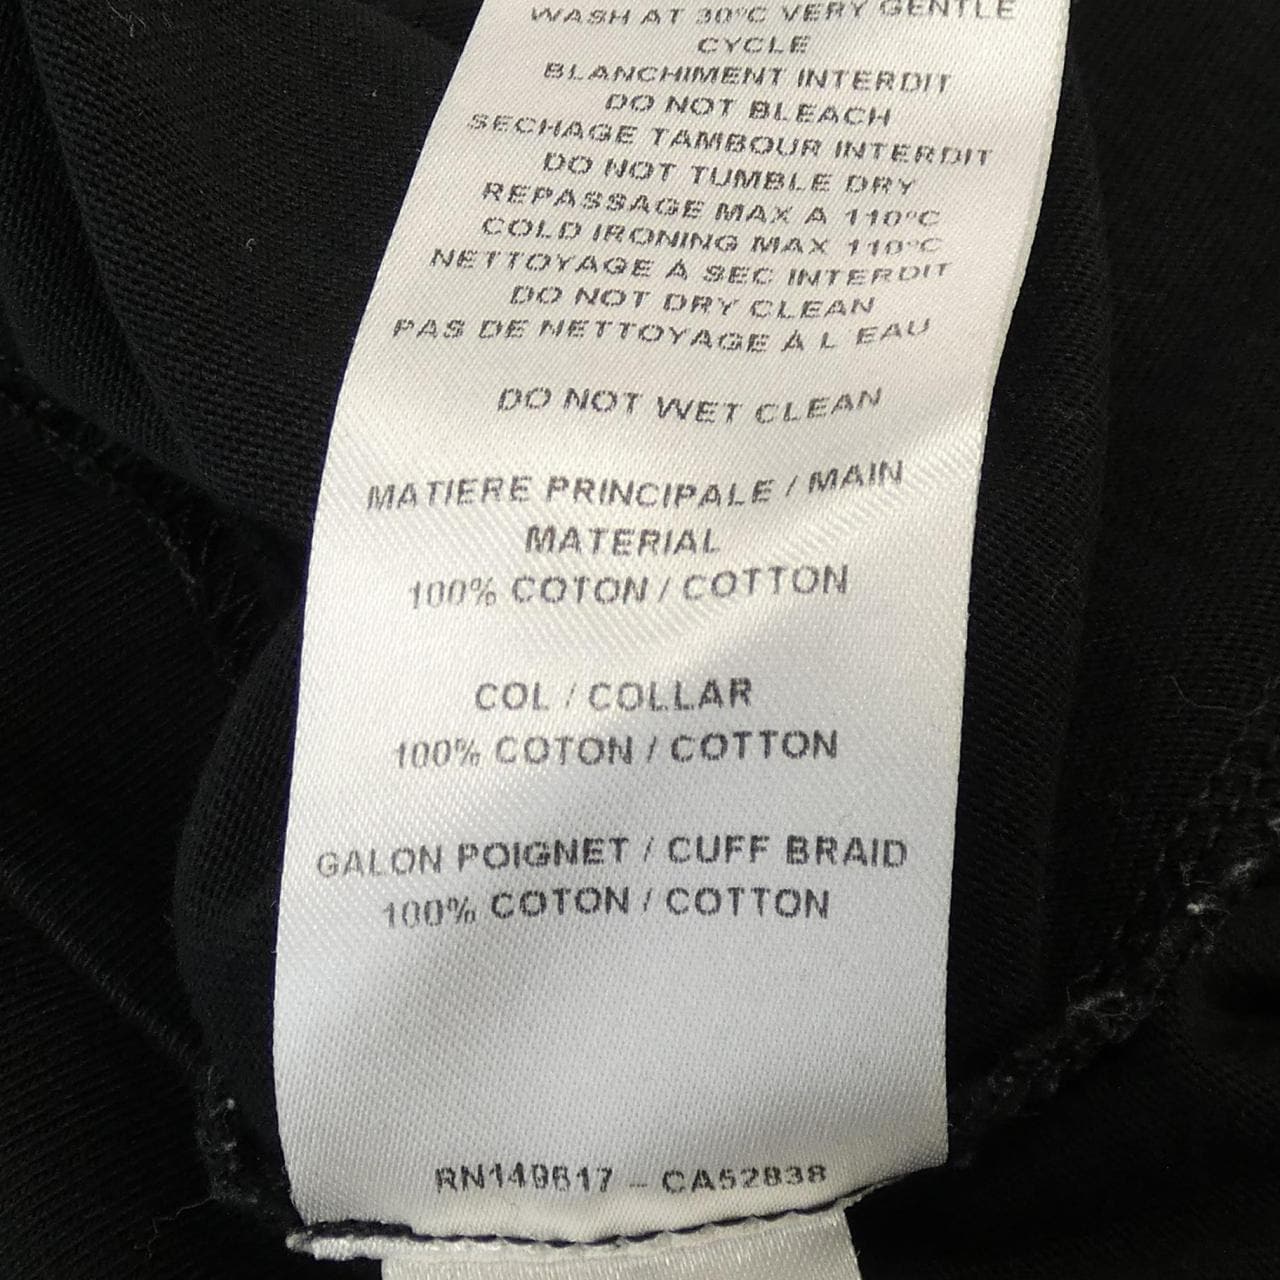 WASH AT 30°C VERY GENTLE
CYCLE
BLANCHIMENT INTERDIT
DO NOT BLEACH
SECHAGE TAMBOUR INTERDIT
DO NOT TUMBLE DRY
REPASSAGE MAX A 110°C
COLD IRONING MAX 110°C
NETTOYAGE À SEC INTERDIT
DO NOT DRY CLEAN
PAS DE NETTOYAGE À L EAU
DO NOT WET CLEAN
MATIERE PRINCIPALE / MAIN
MATERIAL
100% COTON / COTTON
COL / COLLAR
100% COTON / COTTON
GALON POIGNET / CUFF BRAID
100% COTON / COTTON
RN149617 - CA52838